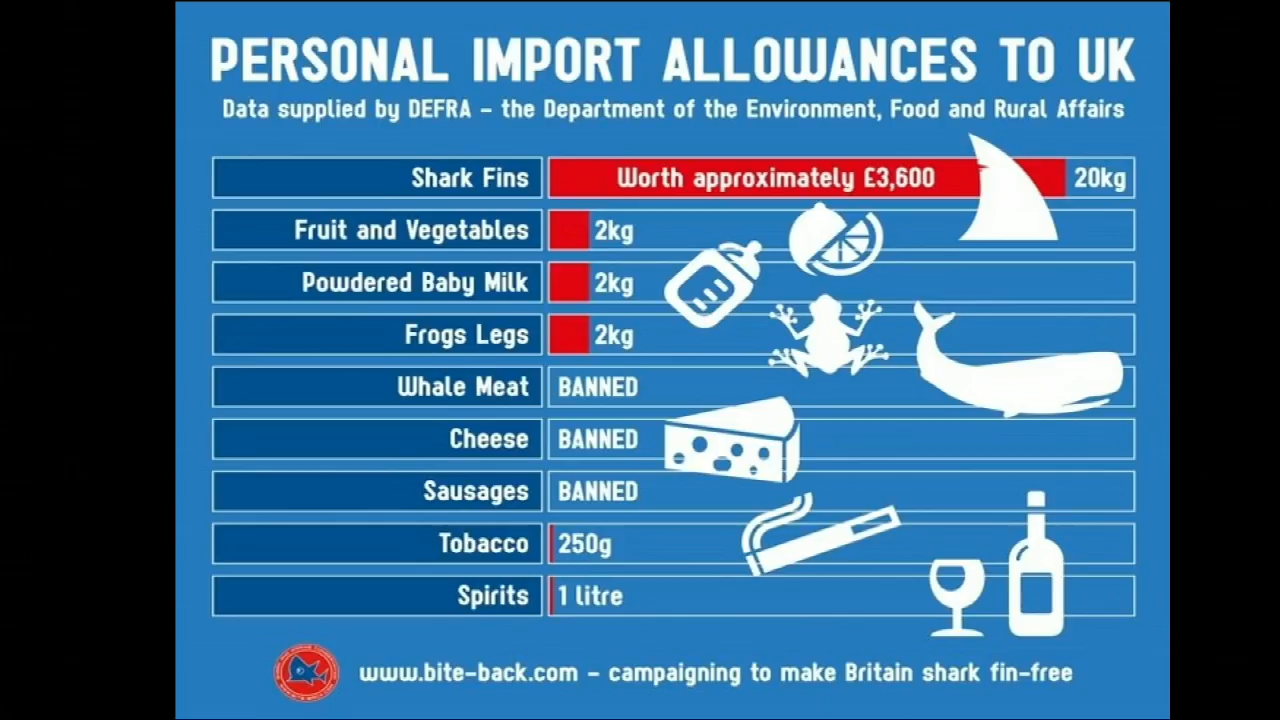 PERSONAL IMPORT ALLOWANCES TO UK
Data supplied by DEFRA – the Department of the Environment, Food and Rural Affairs
Shark Fins Worth approximately £3,600 20kg
Fruit and Vegetables 2kg
Powdered Baby Milk 2kg
Frogs Legs 2kg
Whale Meat BANNED
Cheese BANNED
Sausages BANNED
Tobacco 250g
Spirits 1 litre
www.bite-back.com – campaigning to make Britain shark fin-free